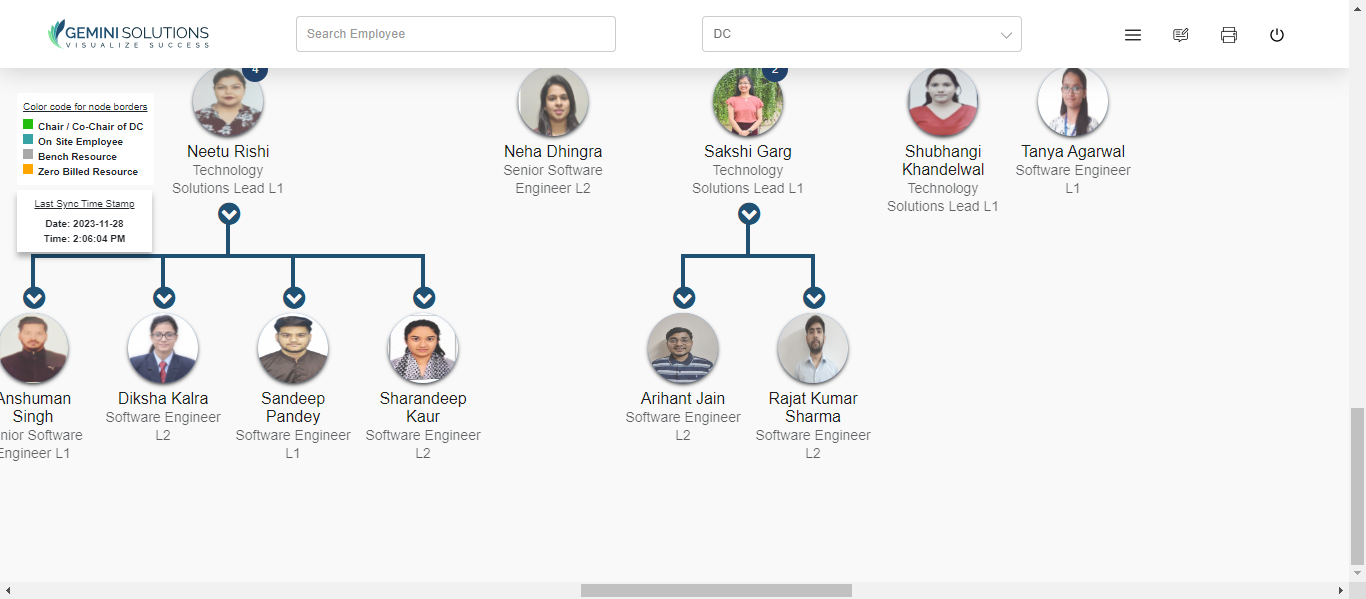 GEMINI SOLUTIONS
VISUALIZE SUCCESS
Search Employee
DC
4
2
Color code for node borders
Chair / Co-Chair of DC
On Site Employee
Bench Resource
Zero Billed Resource
Last Sync Time Stamp
Date: 2023-11-28
Time: 2:06:04 PM
Neetu Rishi
Technology
Solutions Lead L1
Neha Dhingra
Senior Software
Engineer L2
Sakshi Garg
Technology
Solutions Lead L1
Shubhangi
Khandelwal
Technology
Solutions Lead L1
Tanya Agarwal
Software Engineer
L1
Anshuman
Singh
nior Software
Engineer L1
Diksha Kalra
Software Engineer
L2
Sandeep
Pandey
Software Engineer
L1
Sharandeep
Kaur
Software Engineer
L2
Arihant Jain
Software Engineer
L2
Rajat Kumar
Sharma
Software Engineer
L2